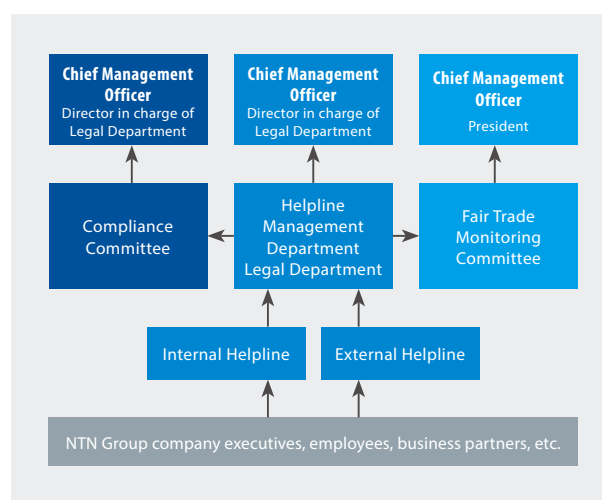 Chief Management
Officer
Director in charge of
Legal Department
Chief Management
Officer
Director in charge of
Legal Department
Chief Management
Officer
President
Compliance
Committee
Helpline
Management
Department
Legal Department
Fair Trade
Monitoring
Committee
Internal Helpline
External Helpline
NTN Group company executives, employees, business partners, etc.